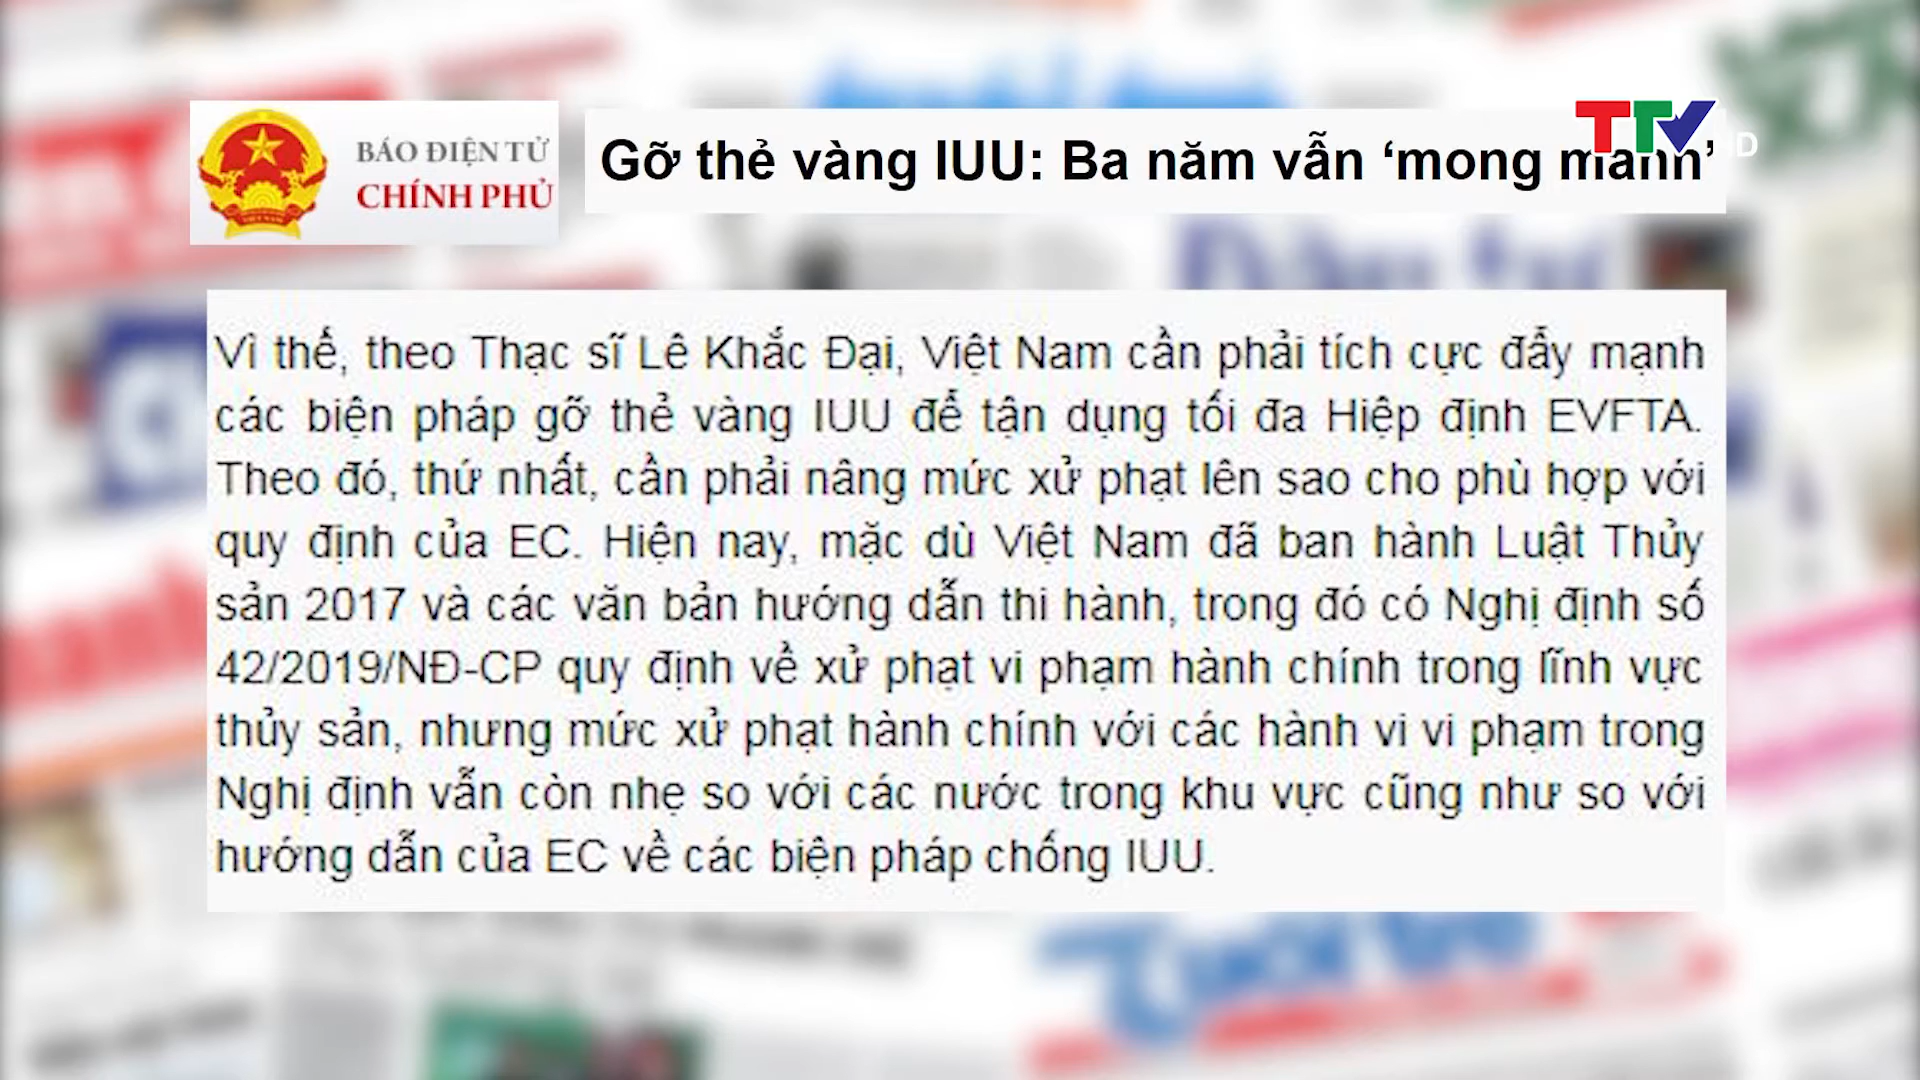 BÁO ĐIỆN TỬ
CHÍNH PHỦ
Gỡ thẻ vàng IUU: Ba năm vẫn ‘mong manh’
TTV HD
Vì thế, theo Thạc sĩ Lê Khắc Đại, Việt Nam cần phải tích cực đẩy mạnh
các biện pháp gỡ thẻ vàng IUU để tận dụng tối đa Hiệp định EVFTA.
Theo đó, thứ nhất, cần phải nâng mức xử phạt lên sao cho phù hợp với
quy định của EC. Hiện nay, mặc dù Việt Nam đã ban hành Luật Thủy
sản 2017 và các văn bản hướng dẫn thi hành, trong đó có Nghị định số
42/2019/NĐ-CP quy định về xử phạt vi phạm hành chính trong lĩnh vực
thủy sản, nhưng mức xử phạt hành chính với các hành vi vi phạm trong
Nghị định vẫn còn nhẹ so với các nước trong khu vực cũng như so với
hướng dẫn của EC về các biện pháp chống IUU.